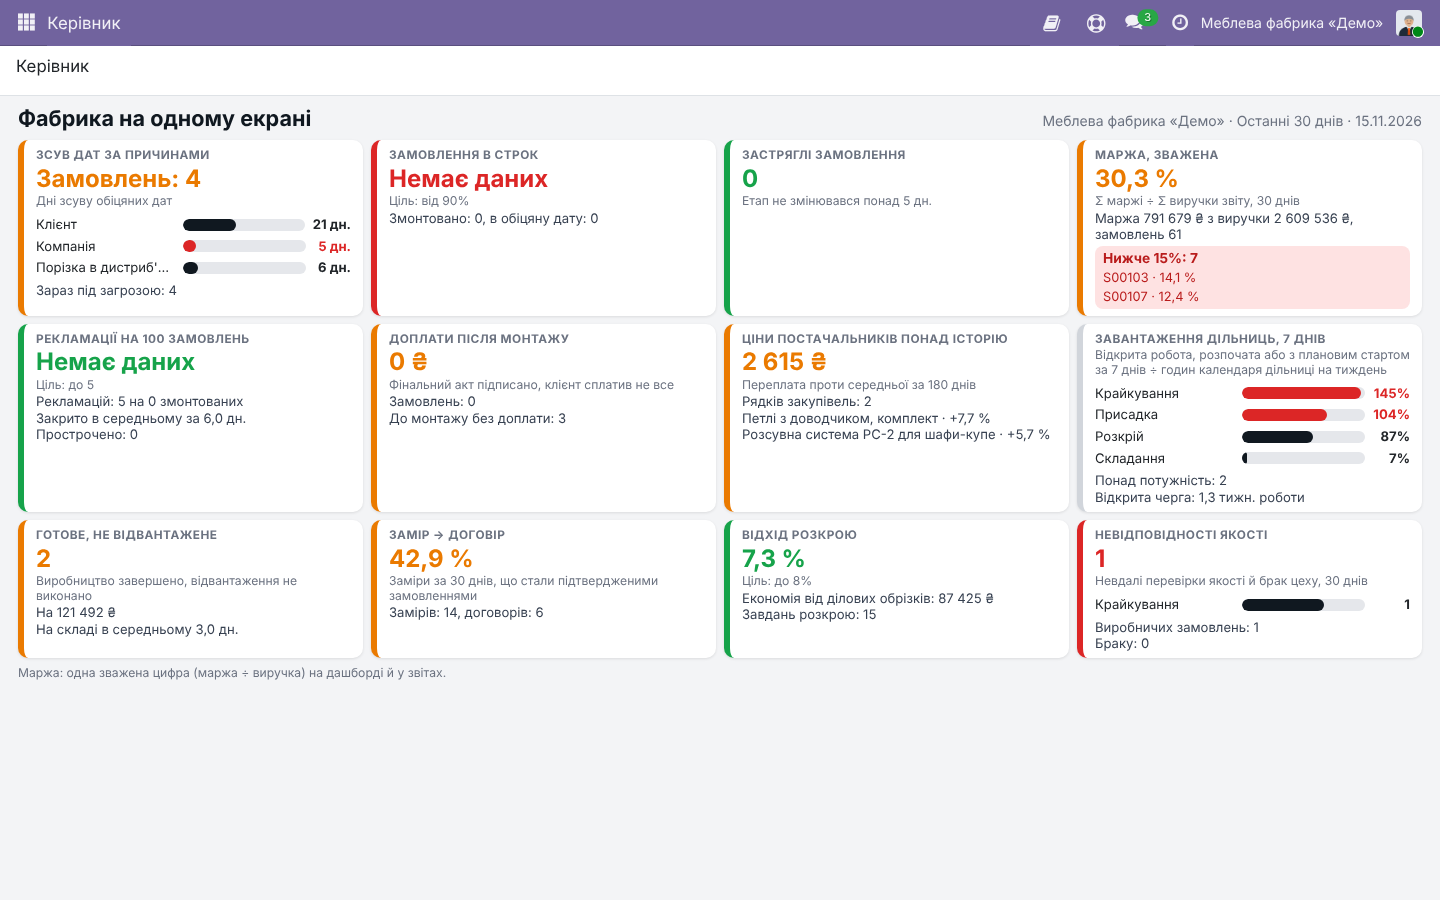 Керівник
3
Меблева фабрика «Демо»
Керівник
Фабрика на одному екрані
Меблева фабрика «Демо» · Останні 30 днів · 15.11.2026
ЗСУВ ДАТ ЗА ПРИЧИНАМИ
Замовлень: 4
Дні зсуву обіцяних дат
Клієнт 21 дн.
Компанія 5 дн.
Порізка в дистриб'... 6 дн.
Зараз під загрозою: 4
ЗАМОВЛЕННЯ В СТРОК
Немає даних
Ціль: від 90%
Змонтовано: 0, в обіцяну дату: 0
ЗАСТРЯГЛІ ЗАМОВЛЕННЯ
0
Етап не змінювався понад 5 дн.
МАРЖА, ЗВАЖЕНА
30,3 %
Σ маржі ÷ Σ виручки звіту, 30 днів
Маржа 791 679 ₴ з виручки 2 609 536 ₴,
замовлень 61
Нижче 15%: 7
S00103 · 14,1 %
S00107 · 12,4 %
РЕКЛАМАЦІЇ НА 100 ЗАМОВЛЕНЬ
Немає даних
Ціль: до 5
Рекламацій: 5 на 0 змонтованих
Закрито в середньому за 6,0 дн.
Прострочено: 0
ДОПЛАТИ ПІСЛЯ МОНТАЖУ
0 ₴
Фінальний акт підписано, клієнт сплатив не все
Замовлень: 0
До монтажу без доплати: 3
ЦІНИ ПОСТАЧАЛЬНИКІВ ПОНАД ІСТОРІЮ
2 615 ₴
Переплата проти середньої за 180 днів
Рядків закупівель: 2
Петлі з доводчиком, комплект · +7,7 %
Розсувна система РС-2 для шафи-купе · +5,7 %
ЗАВАНТАЖЕННЯ ДІЛЬНИЦЬ, 7 ДНІВ
Відкрита робота, розпочата або з плановим стартом
за 7 днів ÷ годин календаря дільниці на тиждень
Крайкування 145%
Присадка 104%
Розкрій 87%
Складання 7%
Понад потужність: 2
Відкрита черга: 1,3 тижн. роботи
ГОТОВЕ, НЕ ВІДВАНТАЖЕНЕ
2
Виробництво завершено, відвантаження не
виконано
На 121 492 ₴
На складі в середньому 3,0 дн.
ЗАМІР → ДОГОВІР
42,9 %
Заміри за 30 днів, що стали підтвердженими
замовленнями
Замірів: 14, договорів: 6
ВІДХІД РОЗКРОЮ
7,3 %
Ціль: до 8%
Економія від ділових обрізків: 87 425 ₴
Завдань розкрою: 15
НЕВІДПОВІДНОСТІ ЯКОСТІ
1
Невдалі перевірки якості й брак цеху, 30 днів
Крайкування 1
Виробничих замовлень: 1
Браку: 0
Маржа: одна зважена цифра (маржа ÷ виручка) на дашборді й у звітах.